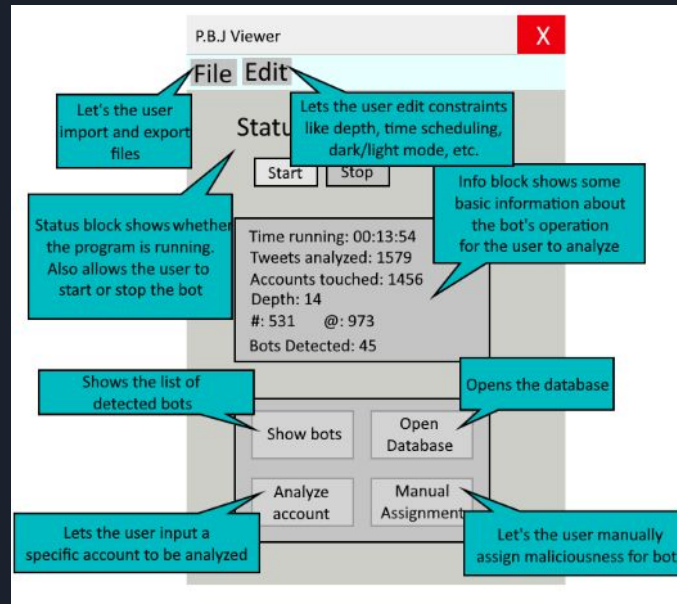 P.B.J Viewer
X
File Edit
Let's the user
import and export
files
Lets the user edit constraints
like depth, time scheduling,
dark/light mode, etc.
Start Stop
Status block shows whether
the program is running.
Also allows the user to
start or stop the bot
Info block shows some
basic information about
the bot's operation
for the user to analyze
Time running: 00:13:54
Tweets analyzed: 1579
Accounts touched: 1456
Depth: 14
#: 531 @: 973
Bots Detected: 45
Shows the list of
detected bots
Opens the database
Show bots
Open
Database
Analyze
account
Manual
Assignment
Lets the user input a
specific account to be analyzed
Let's the user manually
assign maliciousness for bot